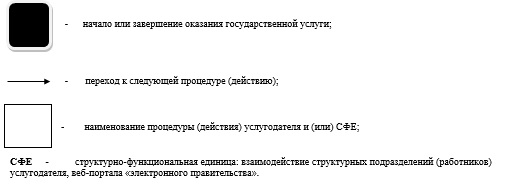 - начало или завершение оказания государственной услуги;
- переход к следующей процедуре (действию);
- наименование процедуры (действия) услугодателя и (или) СФЕ;
СФЕ - структурно-функциональная единица: взаимодействие структурных подразделений (работников)
услугодателя, веб-портала «электронного правительства».